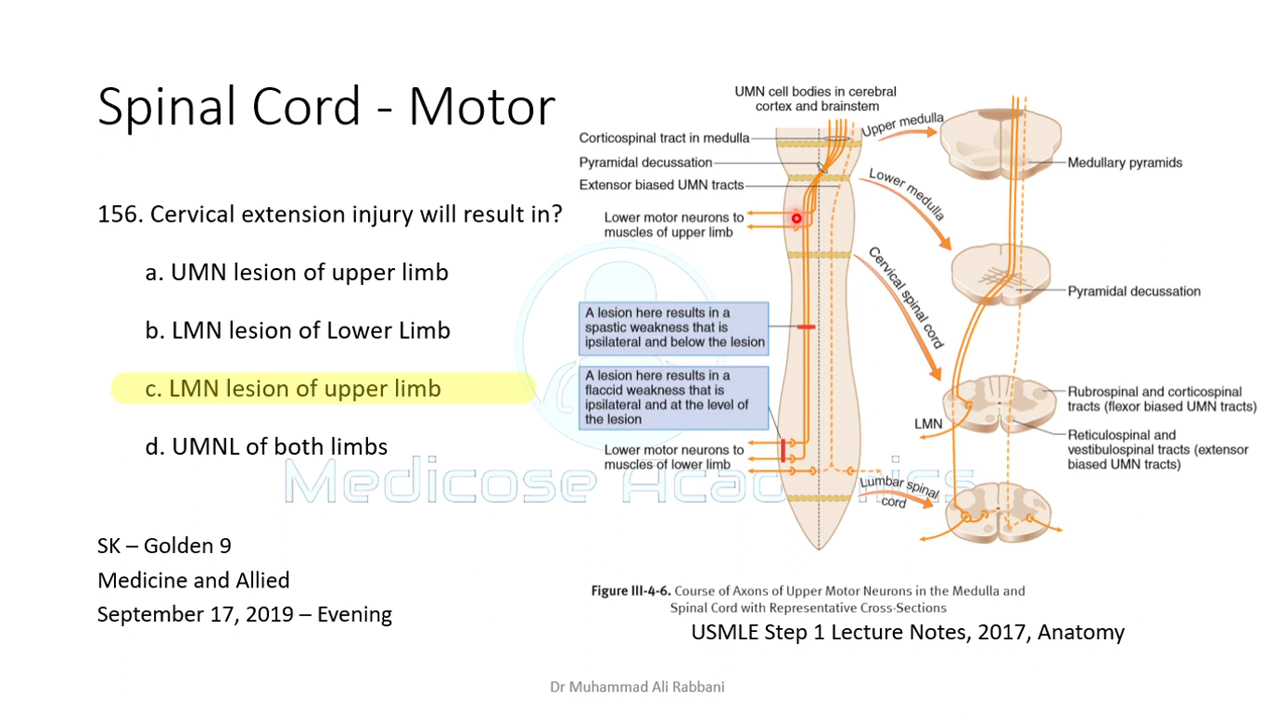 Spinal Cord - Motor
156. Cervical extension injury will result in?
a. UMN lesion of upper limb
b. LMN lesion of Lower Limb
c. LMN lesion of upper limb
d. UMNL of both limbs
SK – Golden 9
Medicine and Allied
September 17, 2019 – Evening
UMN cell bodies in cerebral
cortex and brainstem
Corticospinal tract in medulla
Pyramidal decussation
Extensor biased UMN tracts
Lower motor neurons to
muscles of upper limb
A lesion here results in a
spastic weakness that is
ipsilateral and below the lesion
A lesion here results in a
flaccid weakness that is
ipsilateral and at the level of
the lesion
Lower motor neurons to
muscles of lower limb
Upper medulla
Lower medulla
Cervical spinal cord
Lumbar spinal
cord
Medullary pyramids
Pyramidal decussation
Rubrospinal and corticospinal
tracts (flexor biased UMN tracts)
LMN
Reticulospinal and
vestibulospinal tracts (extensor
biased UMN tracts)
Medicose Academics
Figure III-4-6. Course of Axons of Upper Motor Neurons in the Medulla and
Spinal Cord with Representative Cross-Sections
USMLE Step 1 Lecture Notes, 2017, Anatomy
Dr Muhammad Ali Rabbani